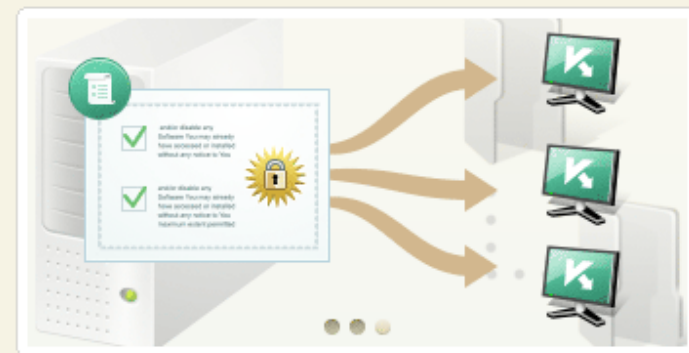 and/or disable any
Software You may already
have accessed or installed
without any notice to You
and/or disable any
Software You may already
have accessed or installed
without any notice to You
maximum extent permitted